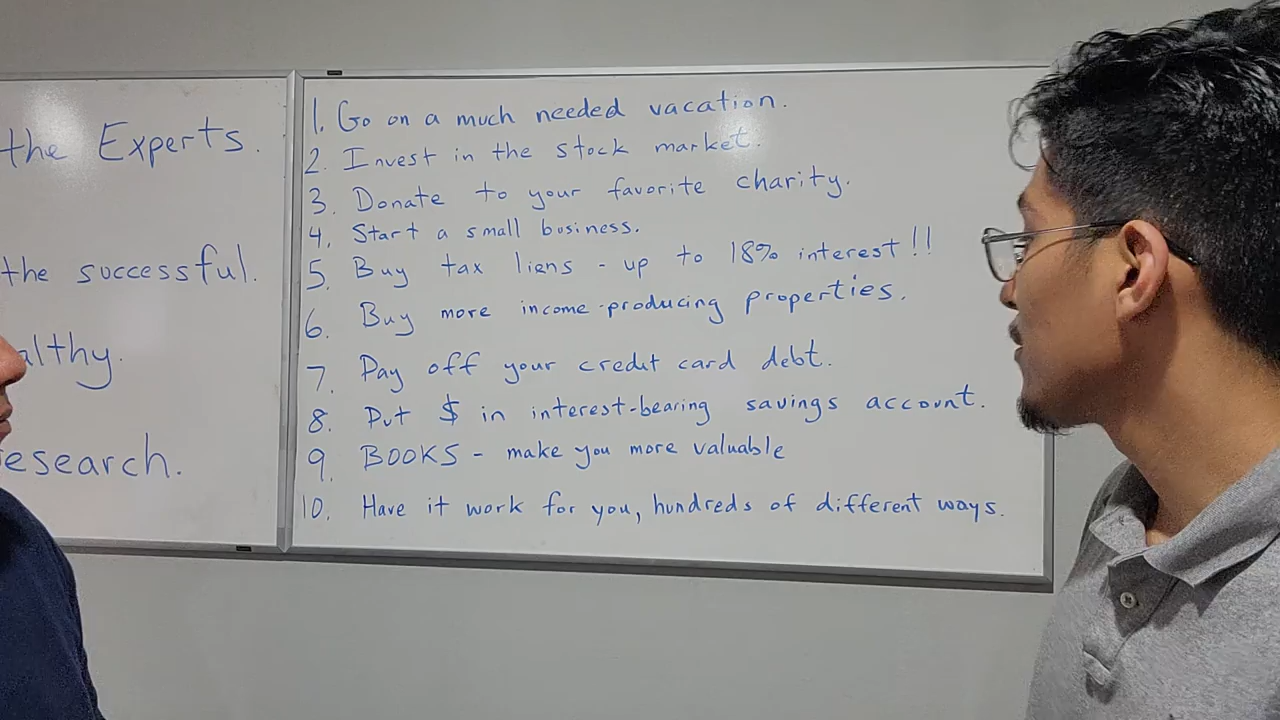 the Experts.
the successful.
althy.
esearch.
1. Go on a much needed vacation.
2. Invest in the stock market.
3. Donate to your favorite charity.
4. Start a small business.
5. Buy tax liens - up to 18% interest!!
6. Buy more income-producing properties.
7. Pay off your credit card debt.
8. Put $ in interest-bearing savings account.
9. BOOKS - make you more valuable
10. Have it work for you, hundreds of different ways.